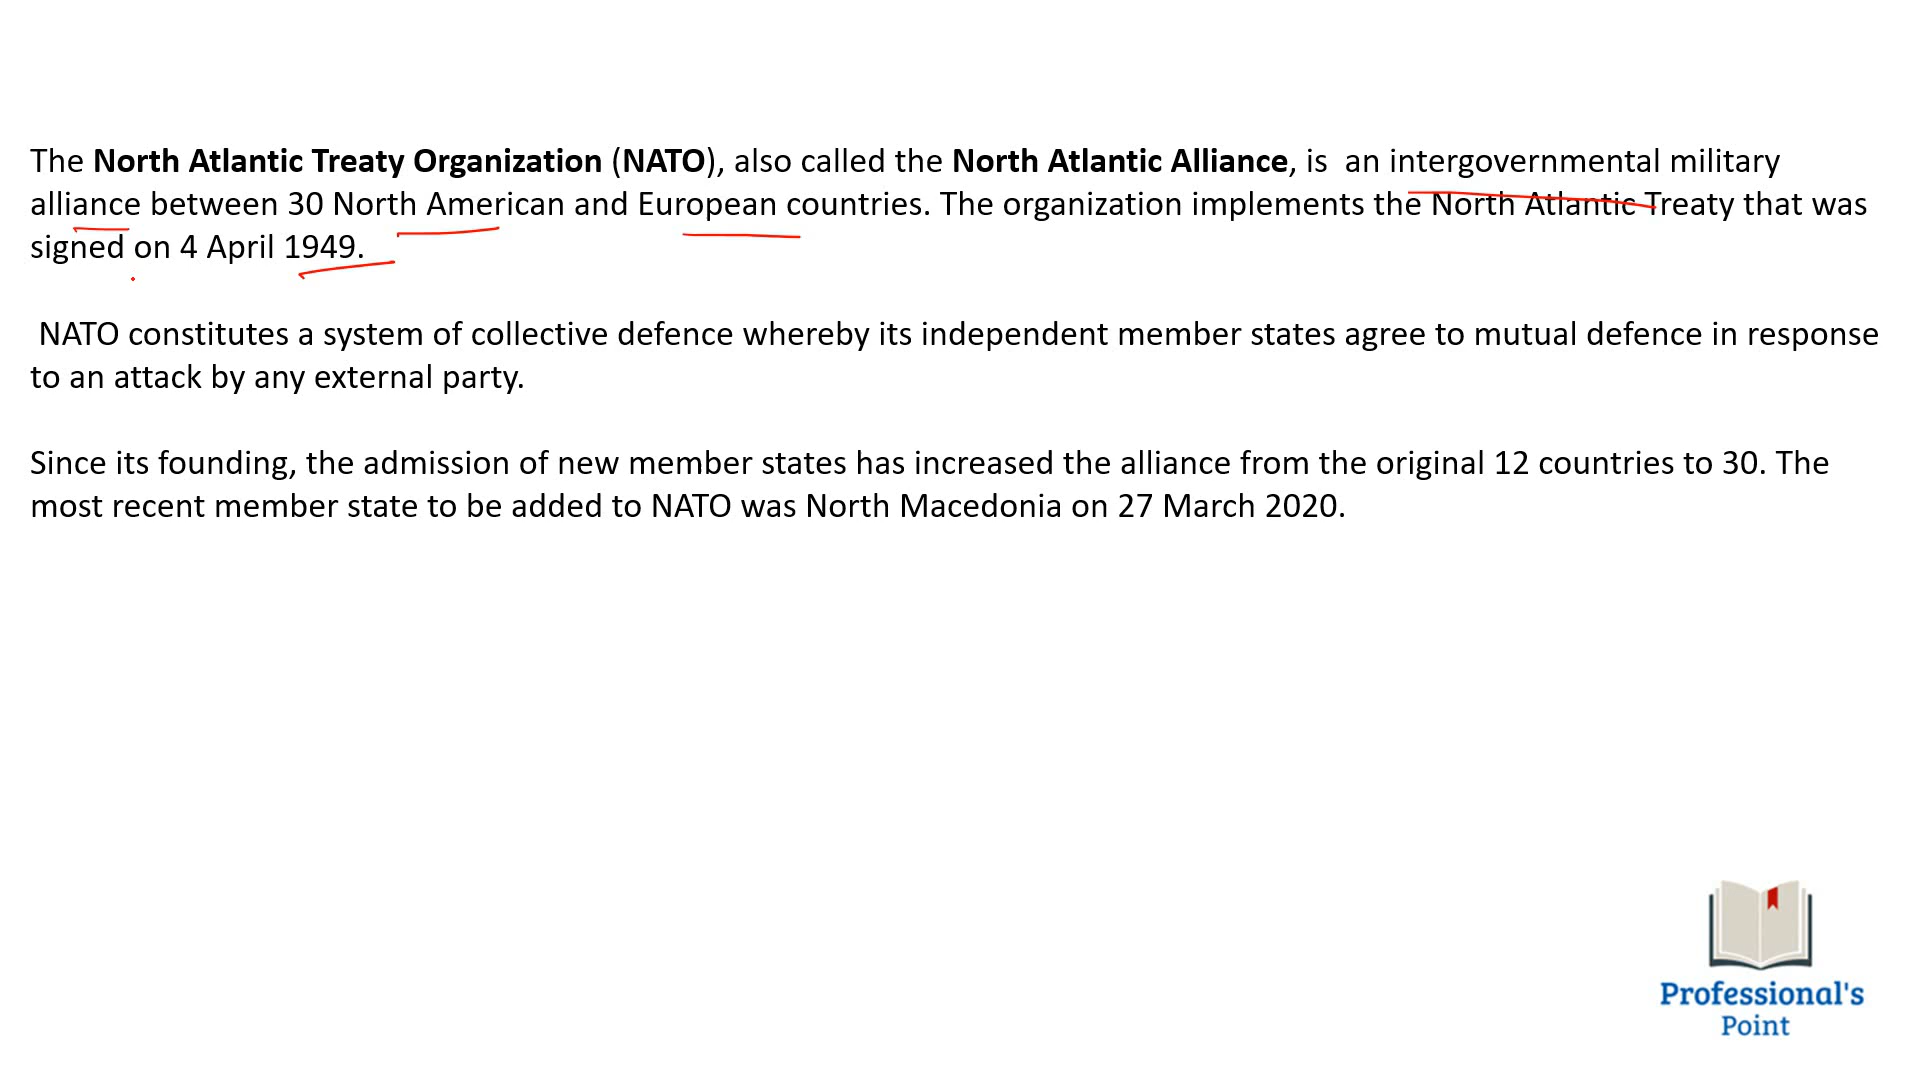 The North Atlantic Treaty Organization (NATO), also called the North Atlantic Alliance, is  an intergovernmental military
alliance between 30 North American and European countries. The organization implements the North Atlantic Treaty that was
signed on 4 April 1949.
NATO constitutes a system of collective defence whereby its independent member states agree to mutual defence in response
to an attack by any external party.
Since its founding, the admission of new member states has increased the alliance from the original 12 countries to 30. The
most recent member state to be added to NATO was North Macedonia on 27 March 2020.
Professional's
Point